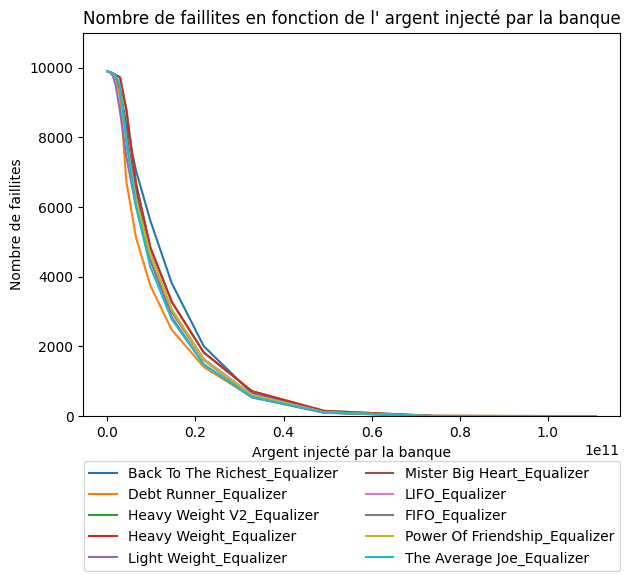 Nombre de faillites en fonction de l' argent injecté par la banque
Nombre de faillites
10000
8000
6000
4000
2000
0
0.0
0.2
0.4
0.6
0.8
1.0
1e11
Argent injecté par la banque
Back To The Richest_Equalizer
Debt Runner_Equalizer
Heavy Weight V2_Equalizer
Heavy Weight_Equalizer
Light Weight_Equalizer
Mister Big Heart_Equalizer
LIFO_Equalizer
FIFO_Equalizer
Power Of Friendship_Equalizer
The Average Joe_Equalizer